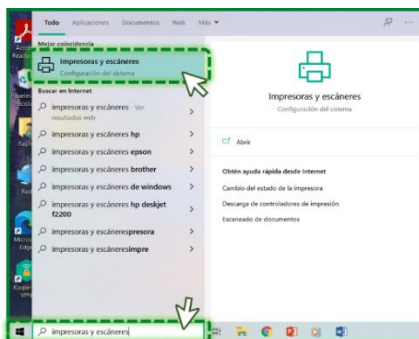 Todo Aplicaciones Documentos Web Más
Mejor coincidencia
Impresoras y escáneres
Configuración del sistema
Buscar en Internet
impresoras y escáneres - Ver
resultados web
impresoras y escáneres hp
impresoras y escáneres epson
impresoras y escáneres brother
impresoras y escáneres de windows
impresoras y escáneres hp deskjet
f2200
impresoras y escánerespresora
impresoras y escáneresimpre
impresoras y escáneres
Impresoras y escáneres
Configuración del sistema
Abrir
Obtén ayuda rápida desde Internet
Cambio del estado de la impresora
Descarga de controladores de impresión
Escaneado de documentos